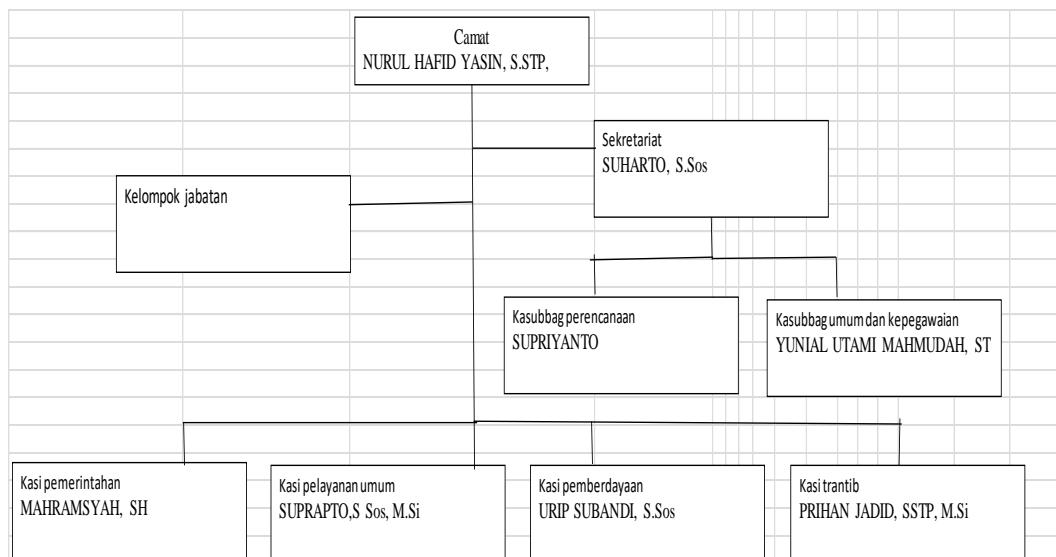 Camat
NURUL HAFID YASIN, S.STP,
Sekretariat
SUHARTO, S.Sos
Kelompok jabatan
Kasubbag perencanaan
SUPRIYANTO
Kasubbag umum dan kepegawaian
YUNIAL UTAMI MAHMUDAH, ST
Kasi pemerintahan
MAHRAMSYAH, SH
Kasi pelayanan umum
SUPRAPTO,S Sos, M.Si
Kasi pemberdayaan
URIP SUBANDI, S.Sos
Kasi trantib
PRIHAN JADID, SSTP, M.Si